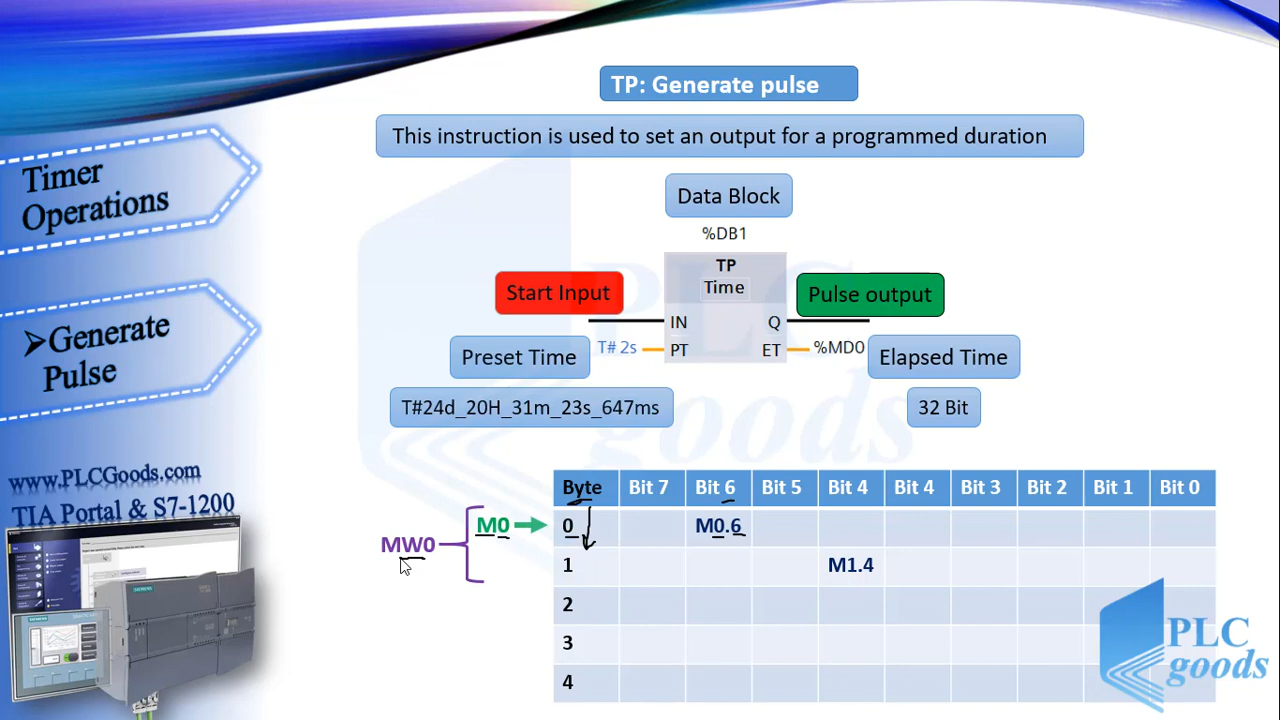 TP: Generate pulse
This instruction is used to set an output for a programmed duration
Timer
Operations
Data Block
%DB1
TP
Time
Start Input
Pulse output
IN
Q
Preset Time
T# 2s
PT
ET
%MD0
Elapsed Time
T#24d_20H_31m_23s_647ms
32 Bit
➤Generate
Pulse
www.PLCGoods.com
TIA Portal & S7-1200
Byte Bit 7 Bit 6 Bit 5 Bit 4 Bit 4 Bit 3 Bit 2 Bit 1 Bit 0
MW0
M0
0 M0.6
1 M1.4
2
3
4
SIEMENS
PLC
goods
PLC
goods